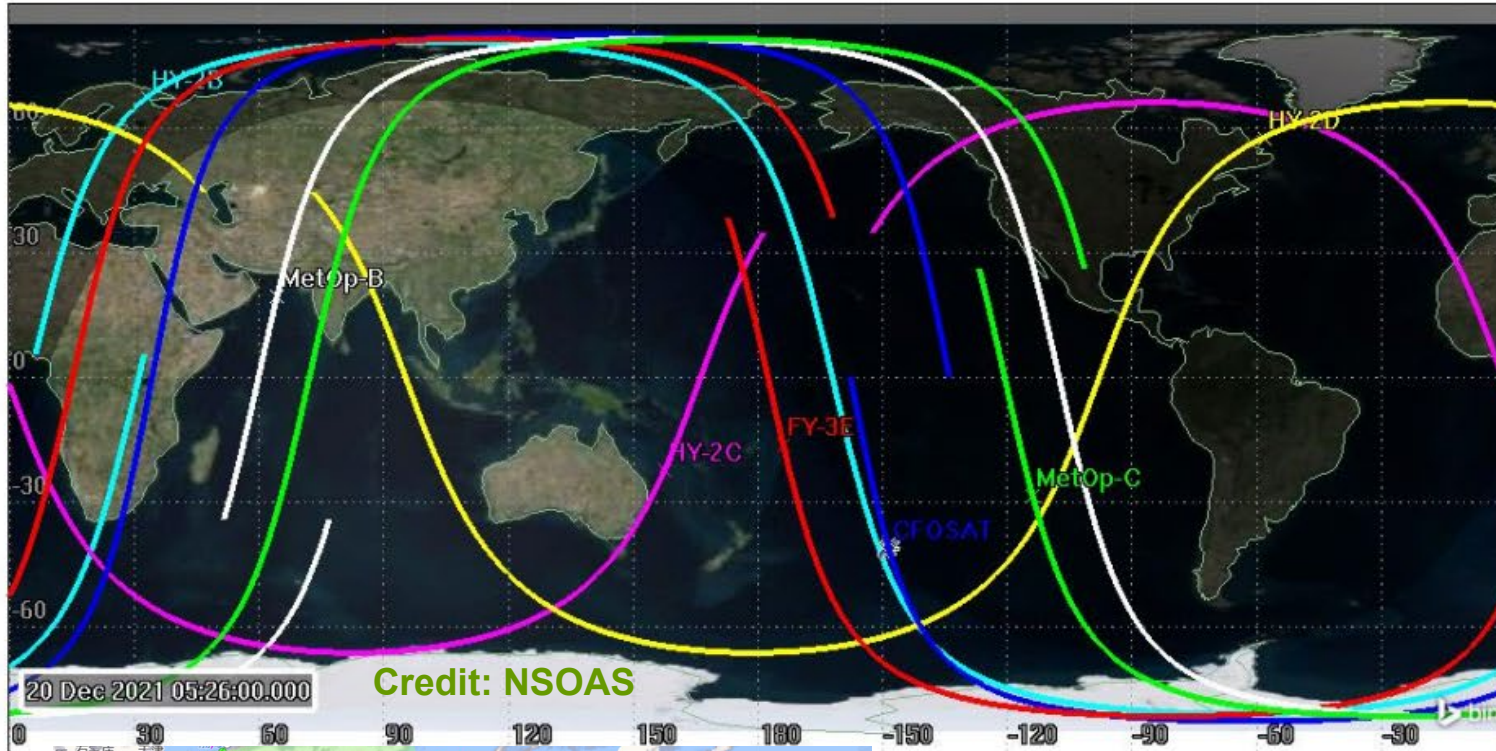 HY-2B
60
HY-2D
30
MetOp-B
0
FY-3E
HY-2C
-30
MetOp-C
CFOSAT
-60
20 Dec 2021 05:26:00.000
Credit: NSOAS
0 30 60 90 120 150 180 -150 -120 -90 -60 -30